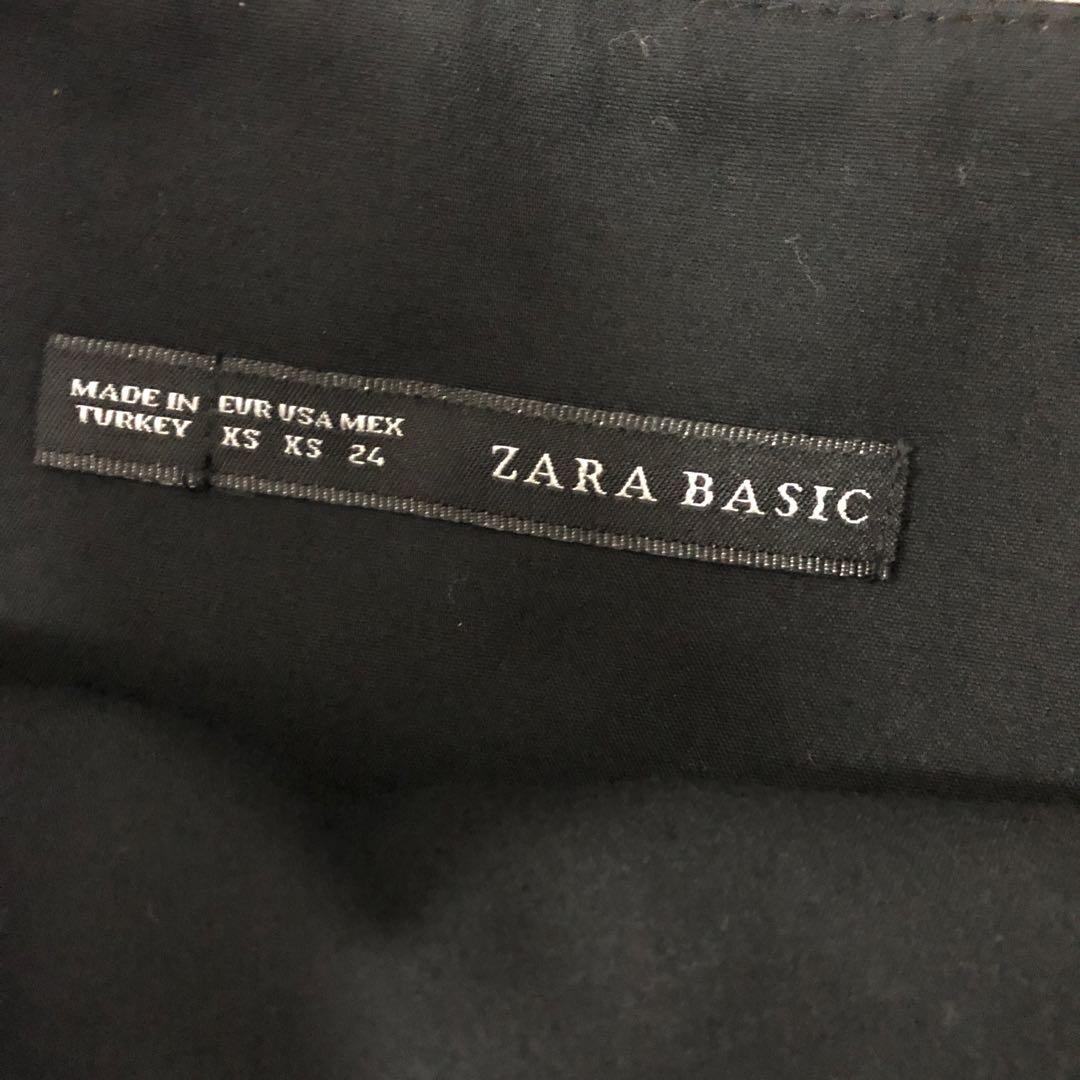 MADE IN
TURKEY
EUR USA MEX
XS XS 24
ZARA BASIC